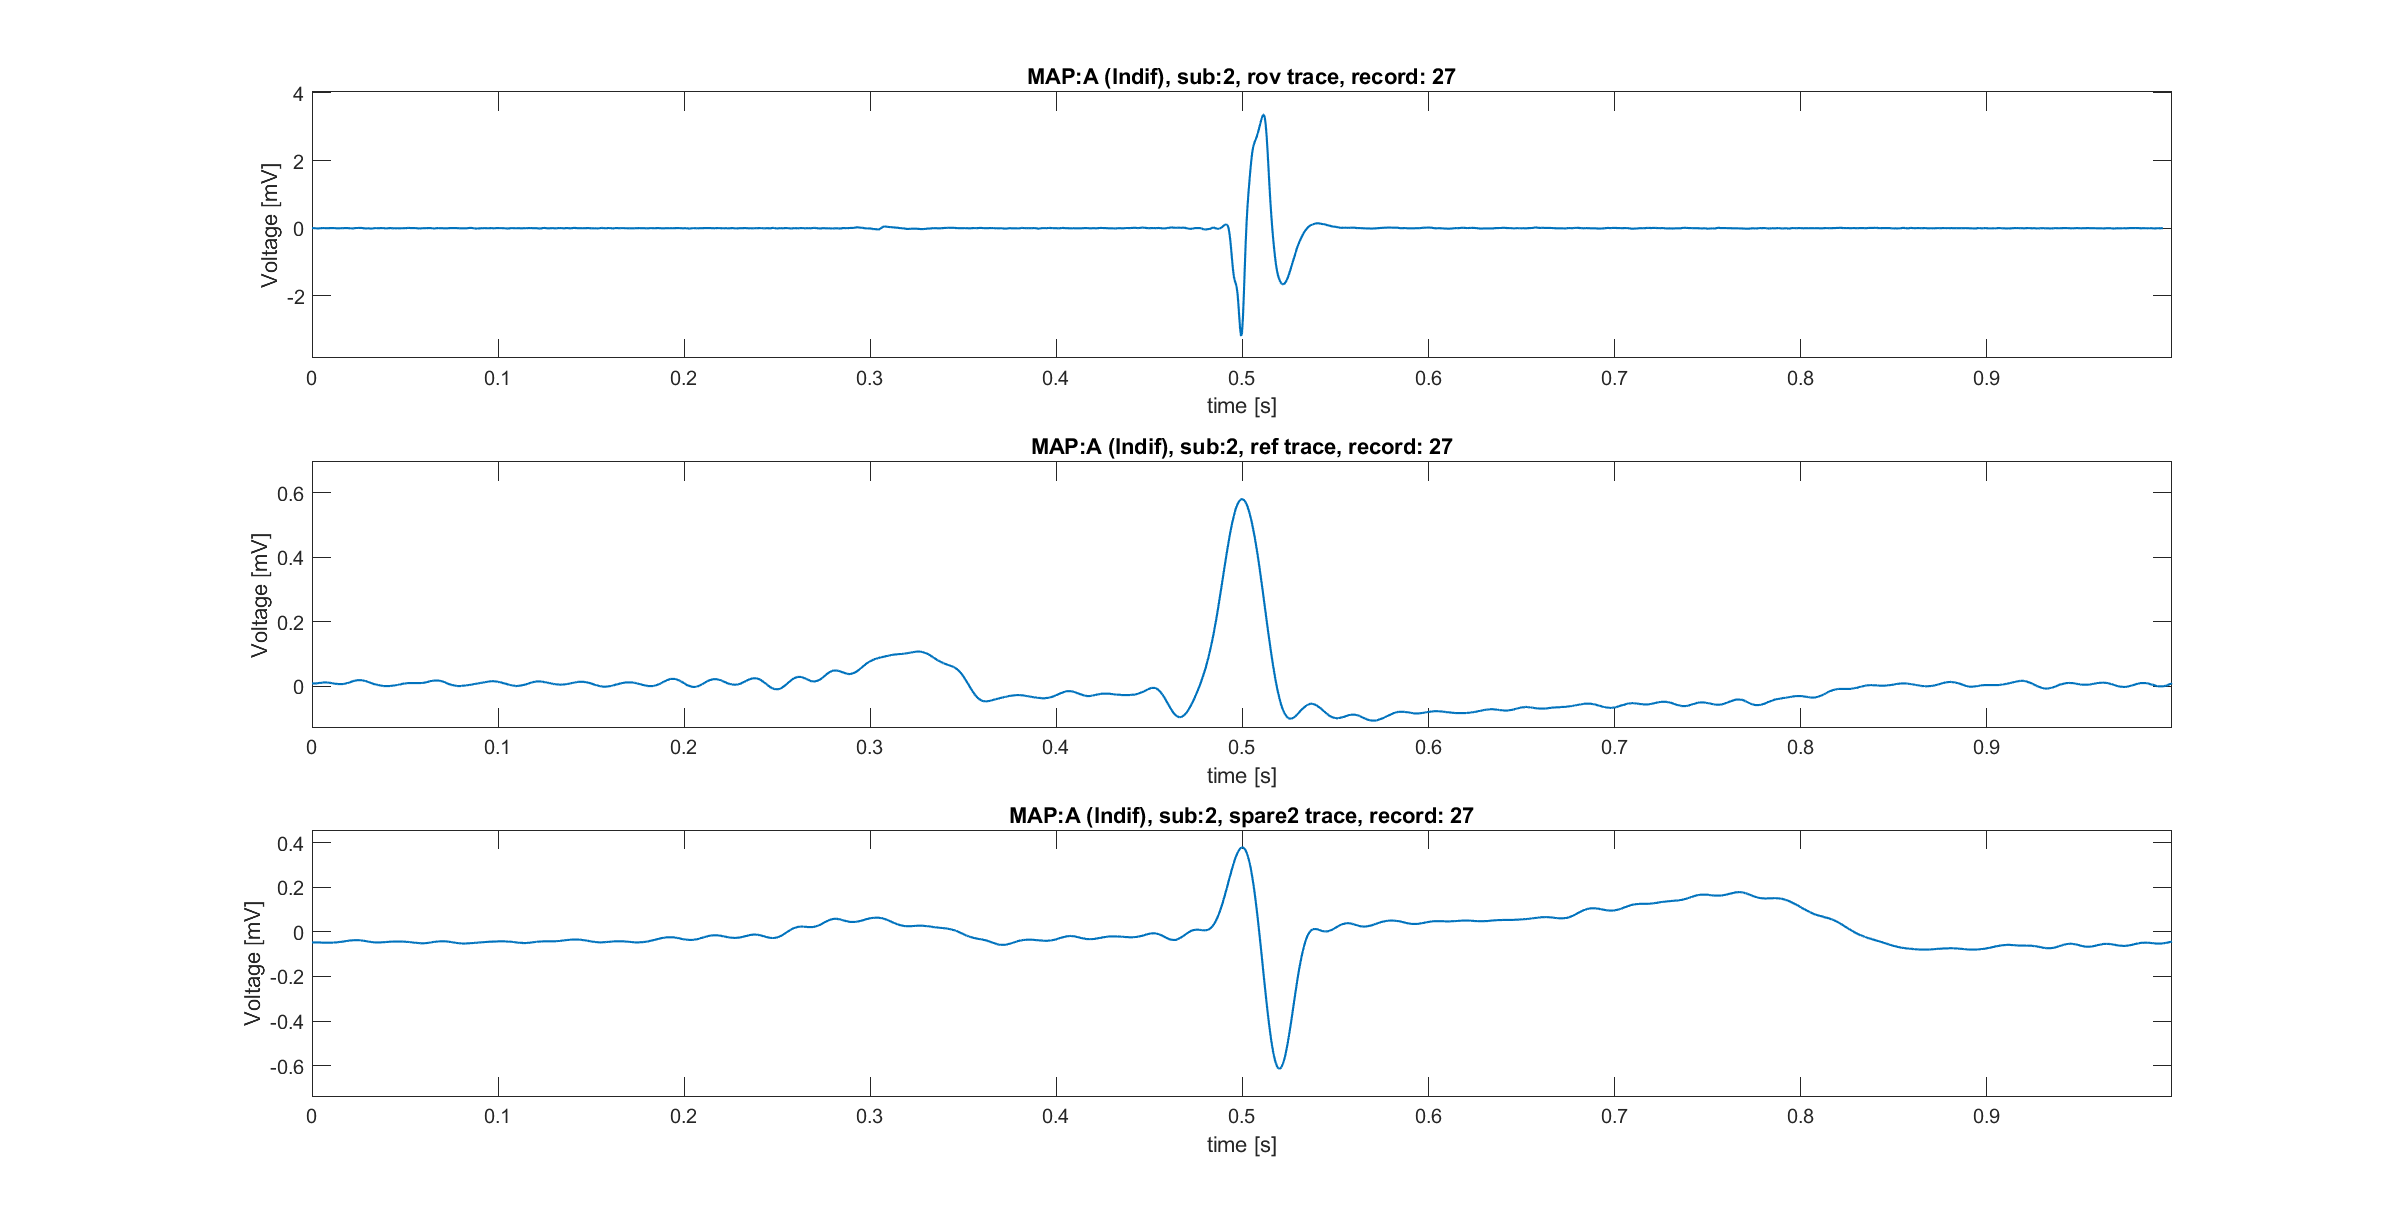 MAP:A (Indif), sub:2, rov trace, record: 27
4
2
0
-2
Voltage [mV]
0 0.1 0.2 0.3 0.4 0.5 0.6 0.7 0.8 0.9
time [s]
MAP:A (Indif), sub:2, ref trace, record: 27
0.6
0.4
0.2
0
Voltage [mV]
0 0.1 0.2 0.3 0.4 0.5 0.6 0.7 0.8 0.9
time [s]
MAP:A (Indif), sub:2, spare2 trace, record: 27
0.4
0.2
0
-0.2
-0.4
-0.6
Voltage [mV]
0 0.1 0.2 0.3 0.4 0.5 0.6 0.7 0.8 0.9
time [s]